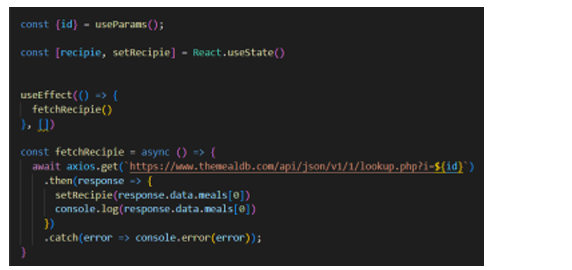 const {id} = useParams();
const [recipie, setRecipie] = React.useState()
useEffect(() => {
fetchRecipie()
}, [])
const fetchRecipie = async () => {
await axios.get(`https://www.themealdb.com/api/json/v1/1/lookup.php?i=${id}`)
.then(response => {
setRecipie(response.data.meals[0])
console.log(response.data.meals[0])
})
.catch(error => console.error(error));
}